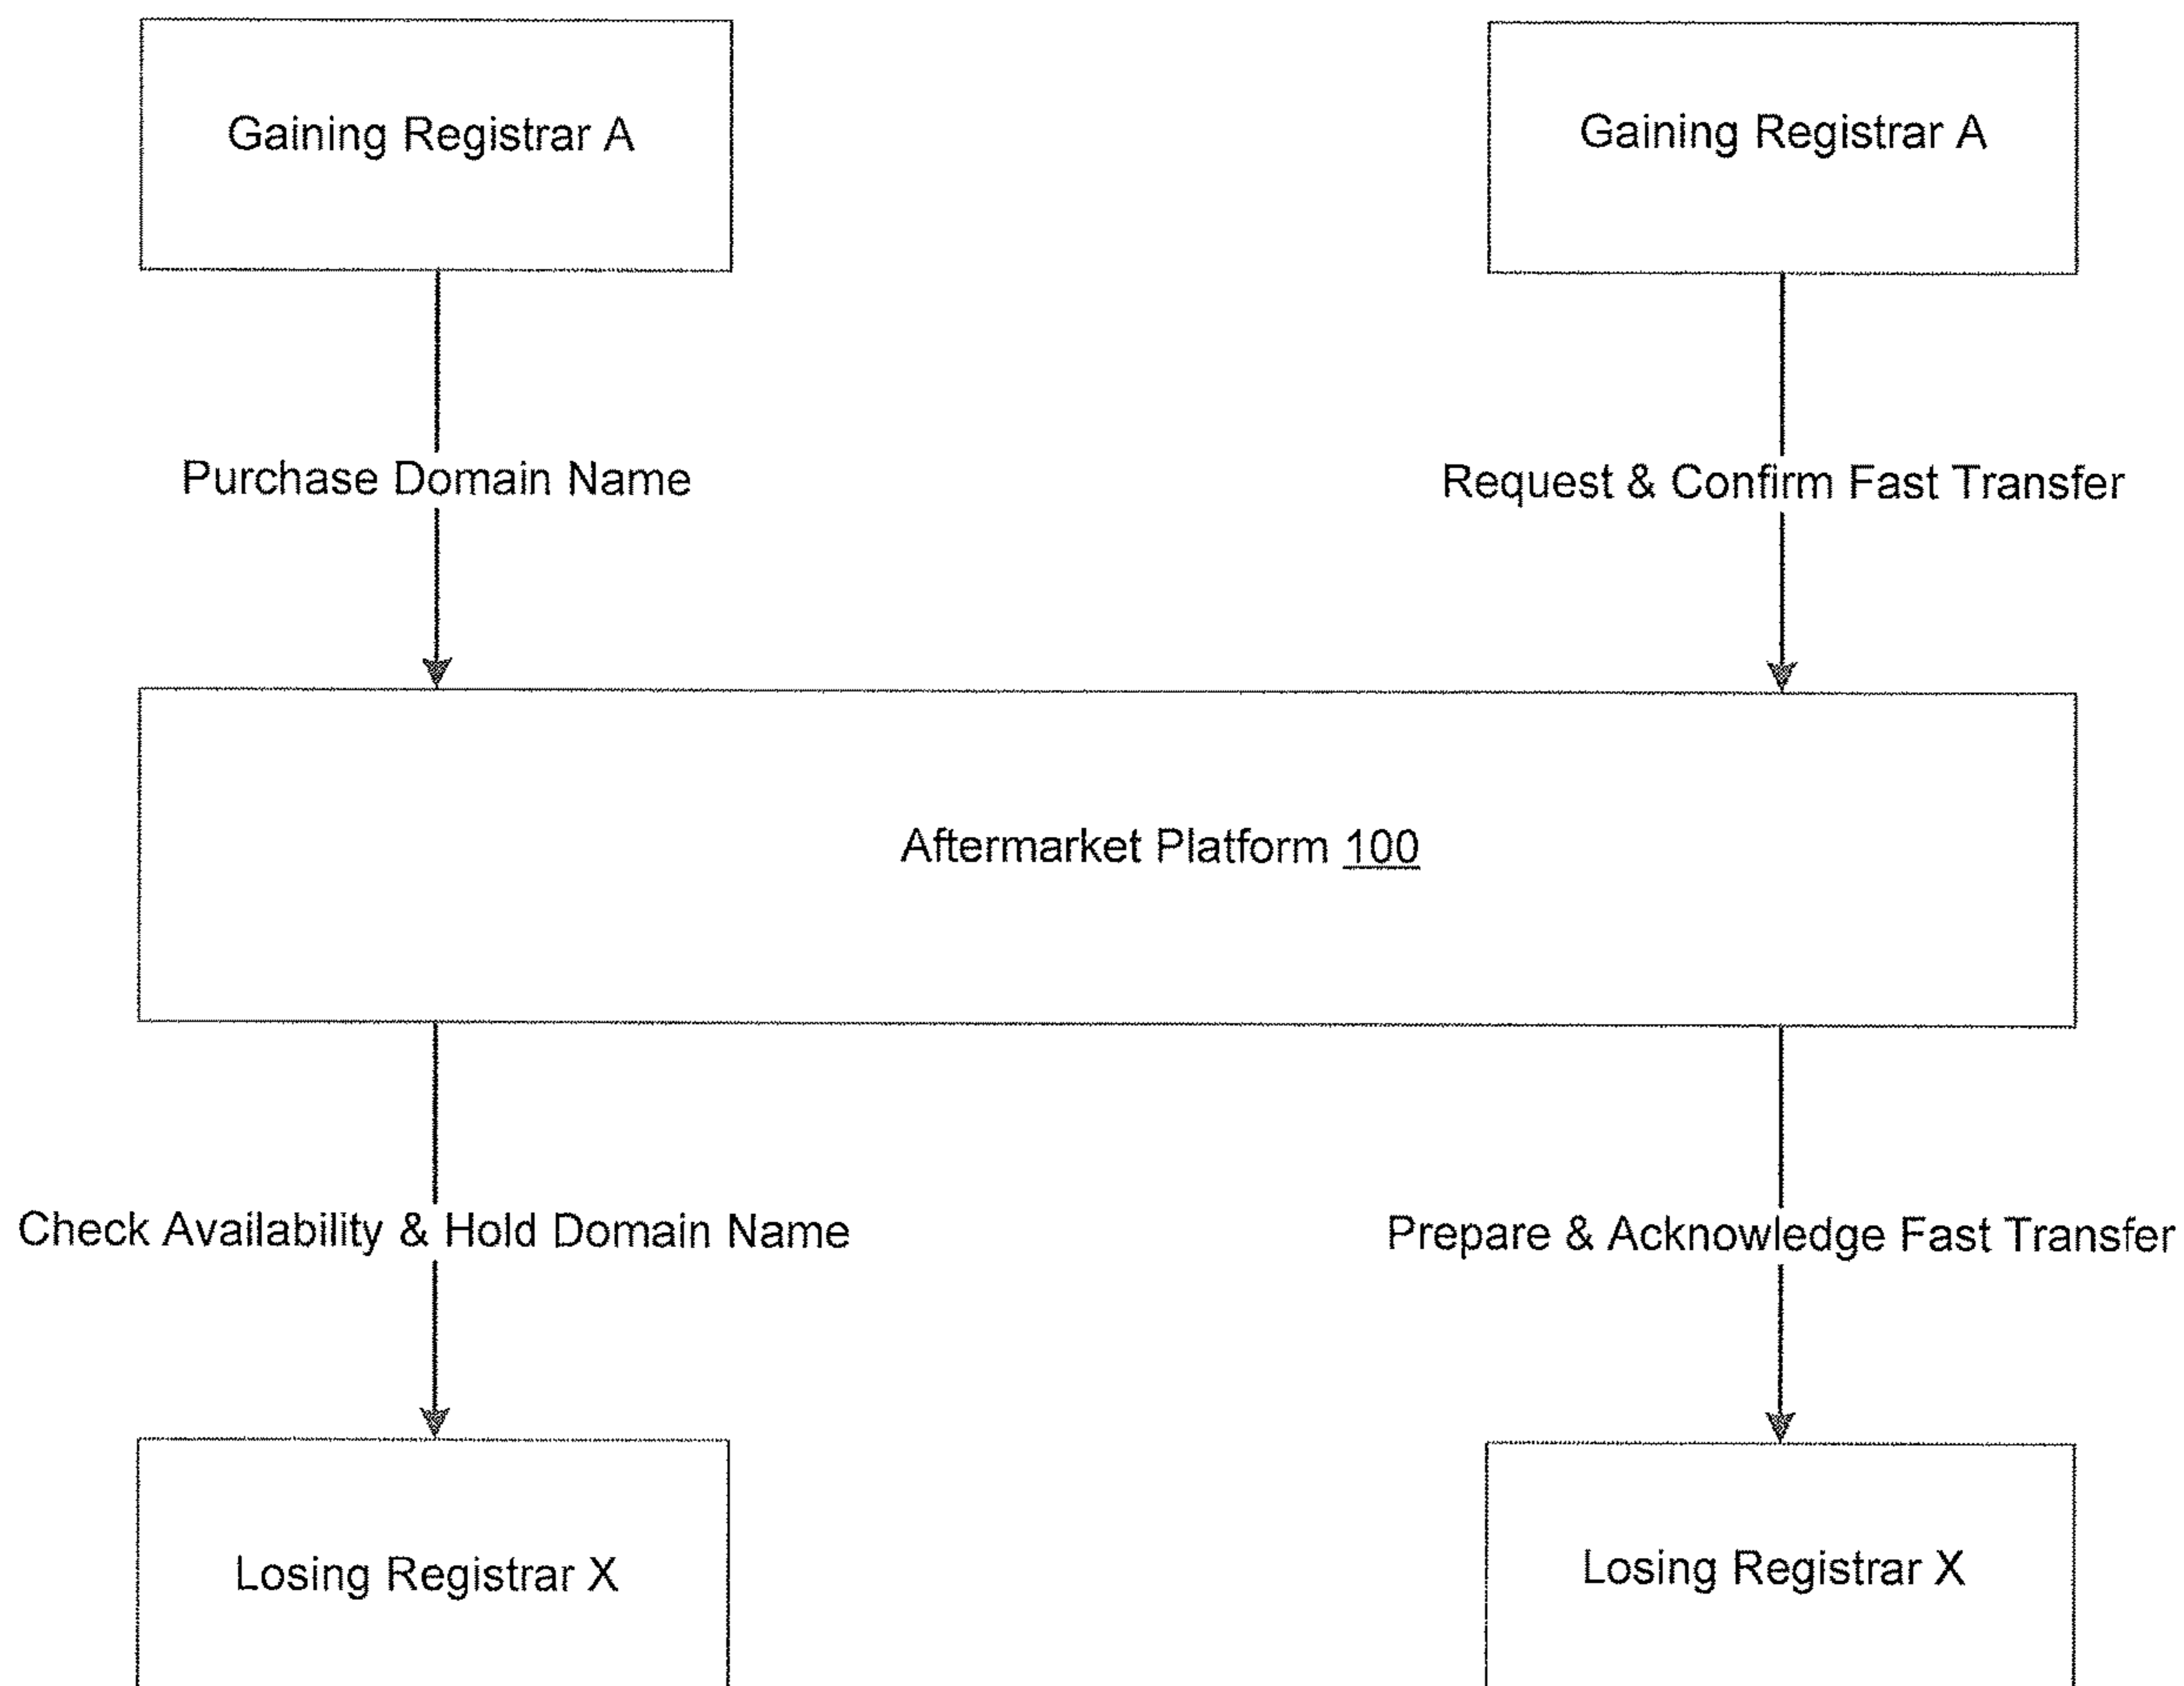 Gaining Registrar A
Gaining Registrar A
Purchase Domain Name
Request & Confirm Fast Transfer
Aftermarket Platform 100
Check Availability & Hold Domain Name
Prepare & Acknowledge Fast Transfer
Losing Registrar X
Losing Registrar X